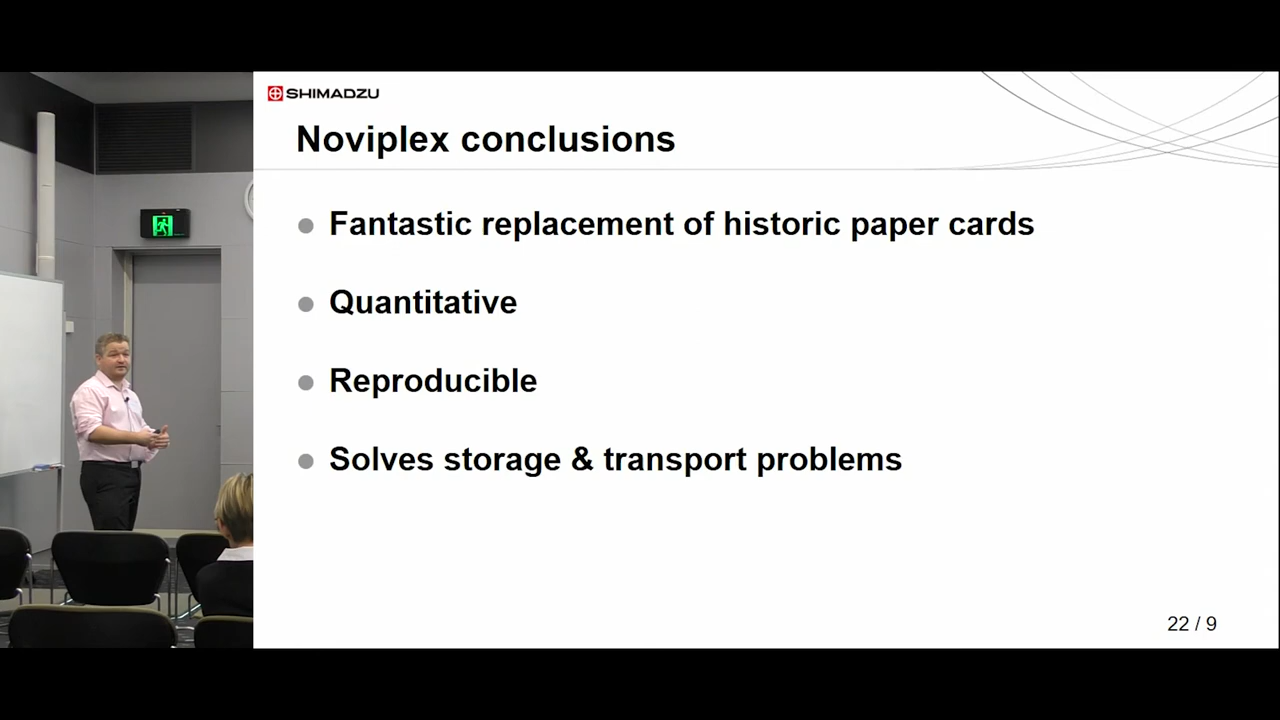 SHIMADZU
Noviplex conclusions
Fantastic replacement of historic paper cards
Quantitative
Reproducible
Solves storage & transport problems
22 / 9